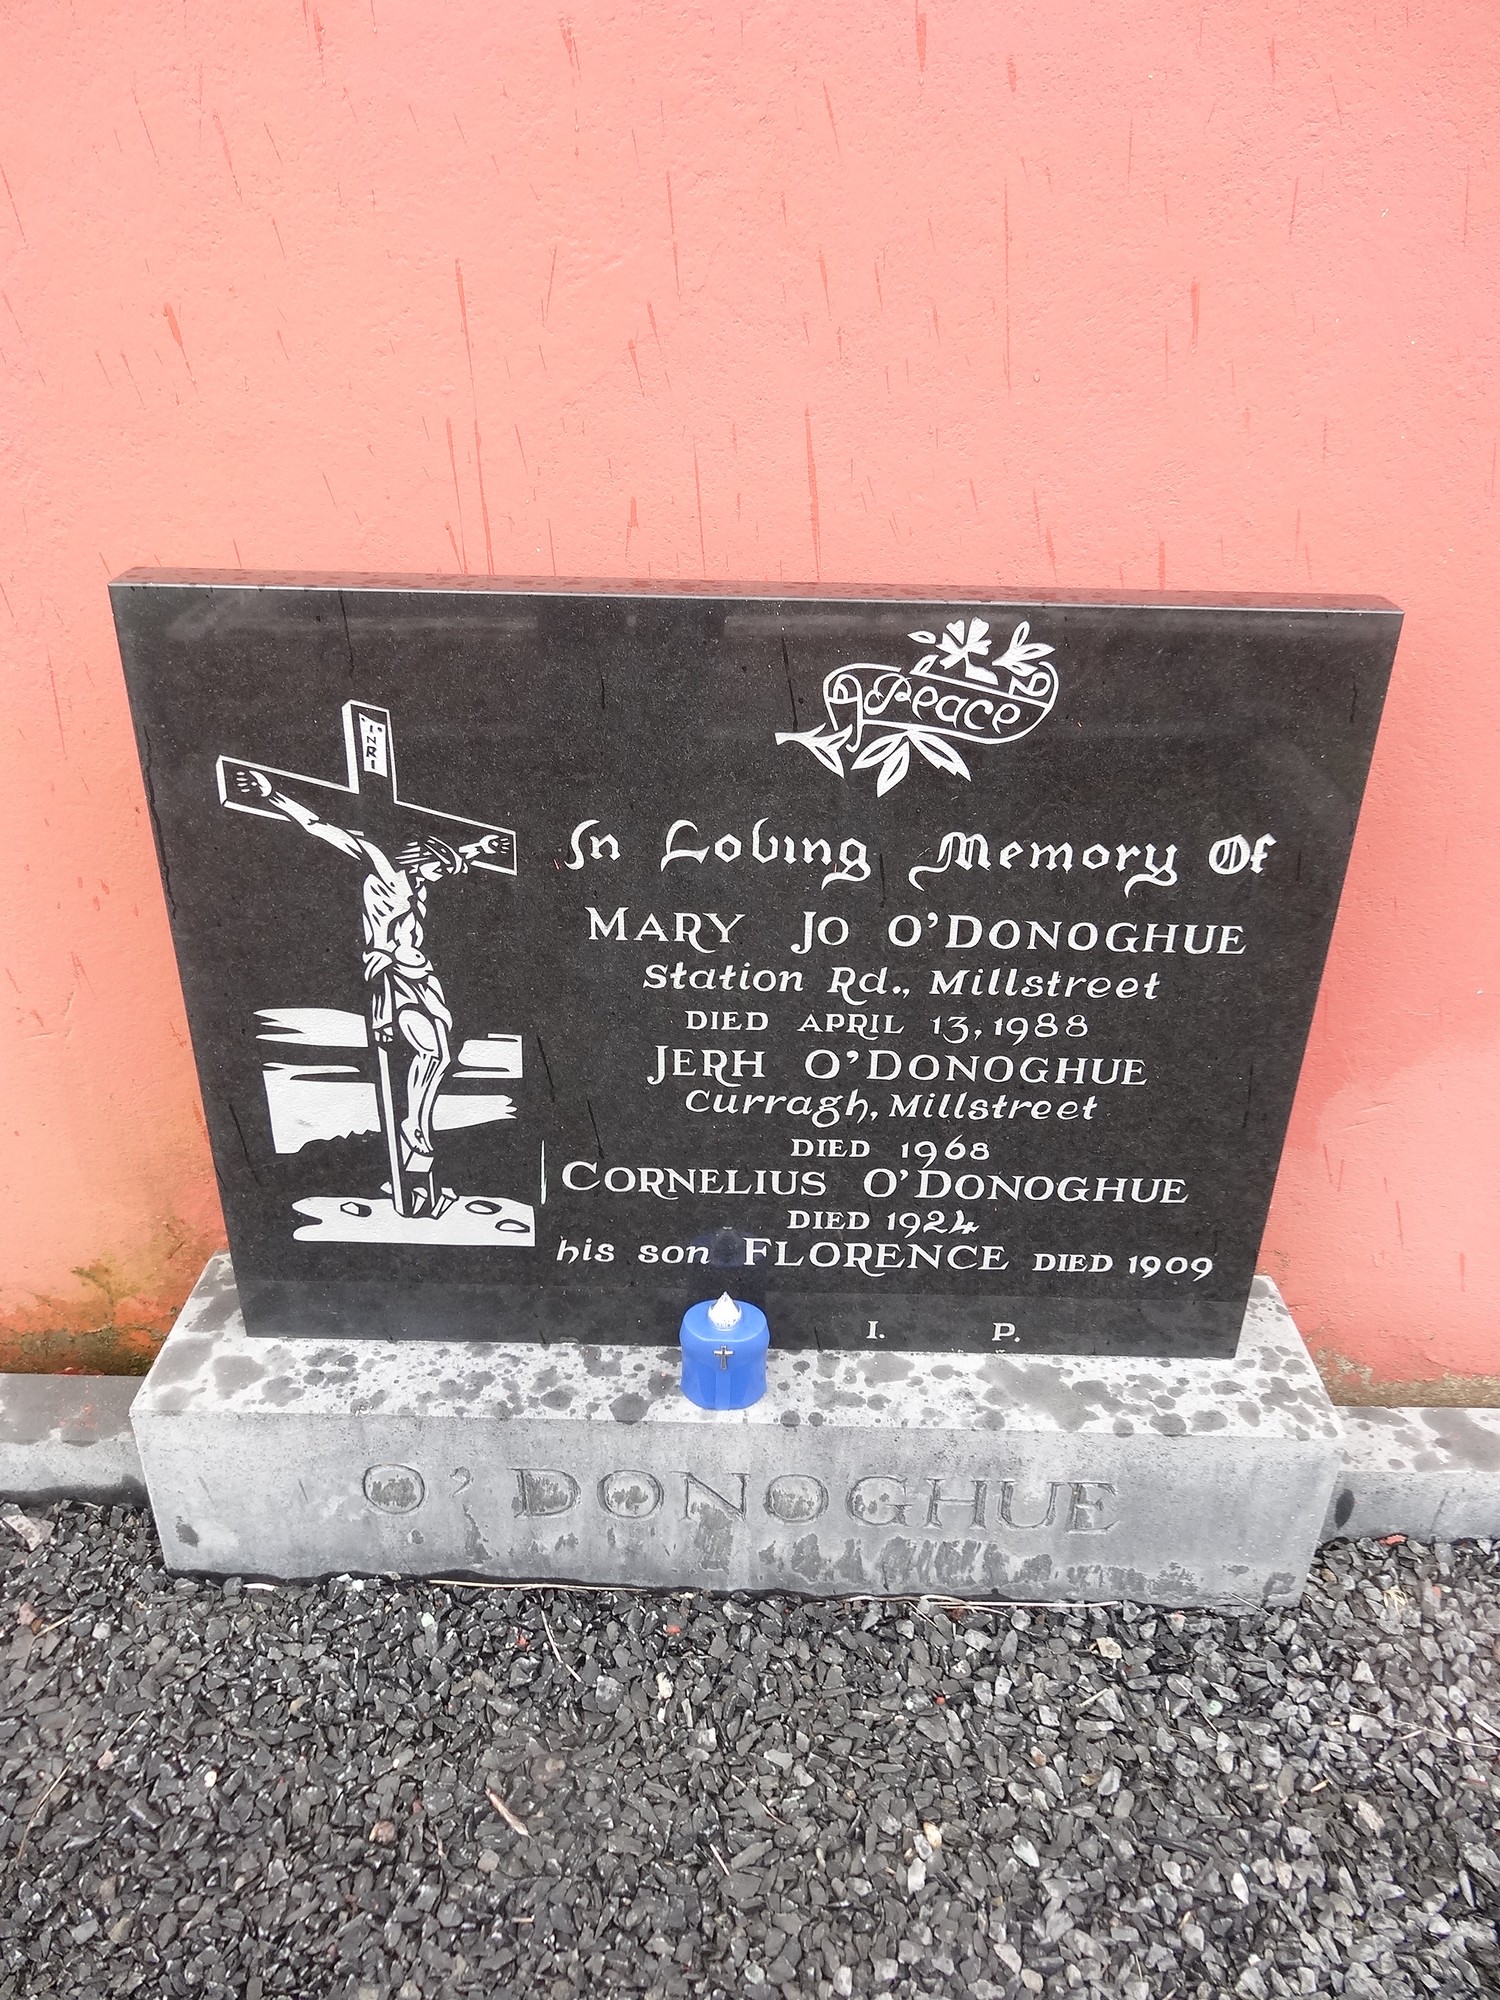 Peace
INRI
In Loving Memory Of
MARY JO O'DONOGHUE
Station Rd., Millstreet
DIED APRIL 13, 1988
JERH O'DONOGHUE
Curragh, Millstreet
DIED 1968
CORNELIUS O'DONOGHUE
DIED 1924
his son FLORENCE DIED 1909
I. P.
O'DONOGHUE